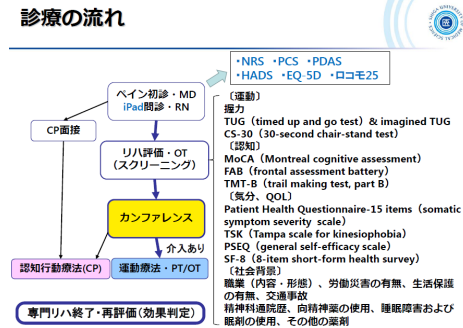 診療の流れ
・NRS ・PCS ・PDAS
・HADS ・EQ-5D ・ロコモ25
ペイン初診・MD
iPad問診・RN
CP面接
リハ評価・OT
(スクリーニング)
カンファレンス
介入あり
認知行動療法(CP)
運動療法・PT/OT
専門リハ終了・再評価(効果判定)
〔運動〕
握力
TUG（timed up and go test）& imagined TUG
CS-30（30-second chair-stand test）
〔認知〕
MoCA（Montreal cognitive assessment）
FAB（frontal assessment battery）
TMT-B（trail making test, part B）
〔気分、QOL〕
Patient Health Questionnaire-15 items（somatic
symptom severity scale）
TSK（Tampa scale for kinesiophobia）
PSEQ（general self-efficacy scale）
SF-8（8-item short-form health survey）
〔社会背景〕
職業（内容・形態）、労働災害の有無、生活保護
の有無、交通事故
精神科通院歴、向精神薬の使用、睡眠障害および
眠剤の使用、その他の薬剤